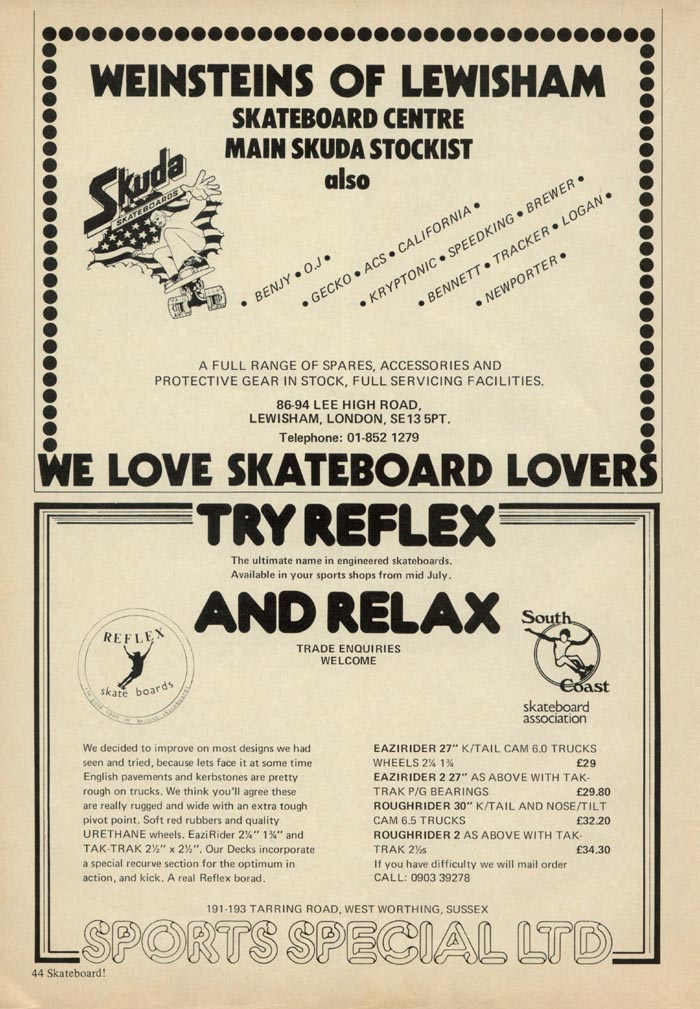 WEINSTEINS OF LEWISHAM
SKATEBOARD CENTRE
MAIN SKUDA STOCKIST
also
Skuda
SKATEBOARDS
• BENJY • O.J •
• GECKO • ACS • CALIFORNIA •
• KRYPTONIC • SPEEDKING • BREWER •
• BENNETT • TRACKER • LOGAN •
• NEWPORTER •
A FULL RANGE OF SPARES, ACCESSORIES AND
PROTECTIVE GEAR IN STOCK, FULL SERVICING FACILITIES.
86-94 LEE HIGH ROAD,
LEWISHAM, LONDON, SE13 5PT.
Telephone: 01-852 1279
WE LOVE SKATEBOARD LOVERS
TRY REFLEX
The ultimate name in engineered skateboards.
Available in your sports shops from mid July.
AND RELAX
TRADE ENQUIRIES
WELCOME
REFLEX
skate boards
South
Coast
skateboard
association
We decided to improve on most designs we had
seen and tried, because lets face it at some time
English pavements and kerbstones are pretty
rough on trucks. We think you'll agree these
are really rugged and wide with an extra tough
pivot point. Soft red rubbers and quality
URETHANE wheels. EaziRider 2¼" 1¾" and
TAK-TRAK 2½" x 2½". Our Decks incorporate
a special recurve section for the optimum in
action, and kick. A real Reflex borad.
EAZIRIDER 27" K/TAIL CAM 6.0 TRUCKS
WHEELS 2¼ 1¾ £29
EAZIRIDER 2 27" AS ABOVE WITH TAK-
TRAK P/G BEARINGS £29.80
ROUGHRIDER 30" K/TAIL AND NOSE/TILT
CAM 6.5 TRUCKS £32.20
ROUGHRIDER 2 AS ABOVE WITH TAK-
TRAK 2½s £34.30
If you have difficulty we will mail order
CALL: 0903 39278
191-193 TARRING ROAD, WEST WORTHING, SUSSEX
SPORTS SPECIAL LTD
44 Skateboard!